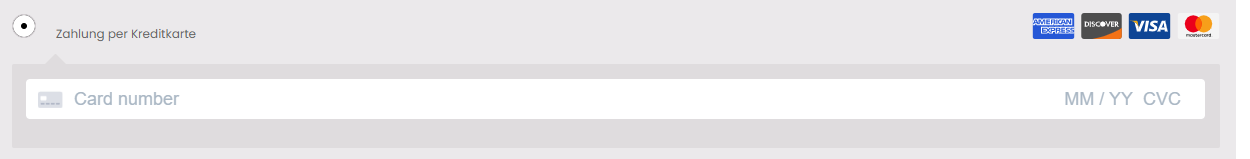 Zahlung per Kreditkarte
AMERICAN EXPRESS
DISCOVER
VISA
mastercard
Card number
MM / YY CVC